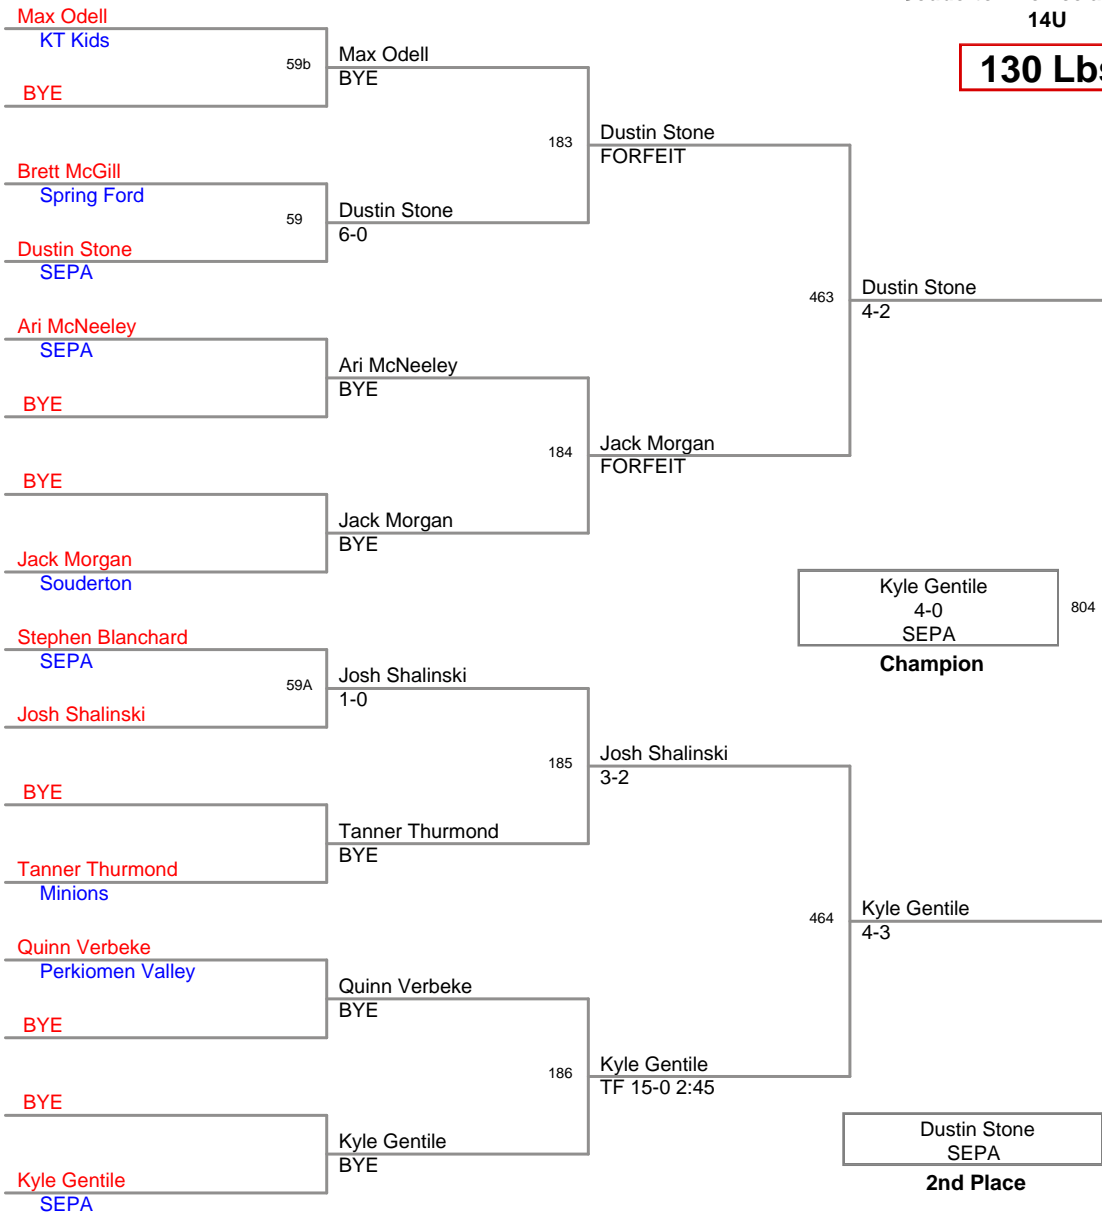 14U
130 Lbs
Max Odell
KT Kids
59b
Max Odell
BYE
BYE
183
Dustin Stone
FORFEIT
Brett McGill
Spring Ford
59
Dustin Stone
6-0
Dustin Stone
SEPA
463
Dustin Stone
4-2
Ari McNeeley
SEPA
Ari McNeeley
BYE
BYE
184
Jack Morgan
FORFEIT
BYE
Jack Morgan
BYE
Jack Morgan
Souderton
Kyle Gentile
4-0
SEPA
804
Champion
Stephen Blanchard
SEPA
59A
Josh Shalinski
1-0
Josh Shalinski
185
Josh Shalinski
3-2
BYE
Tanner Thurmond
BYE
Tanner Thurmond
Minions
464
Kyle Gentile
4-3
Quinn Verbeke
Perkiomen Valley
Quinn Verbeke
BYE
BYE
186
Kyle Gentile
TF 15-0 2:45
BYE
Kyle Gentile
BYE
Kyle Gentile
SEPA
Dustin Stone
SEPA
2nd Place